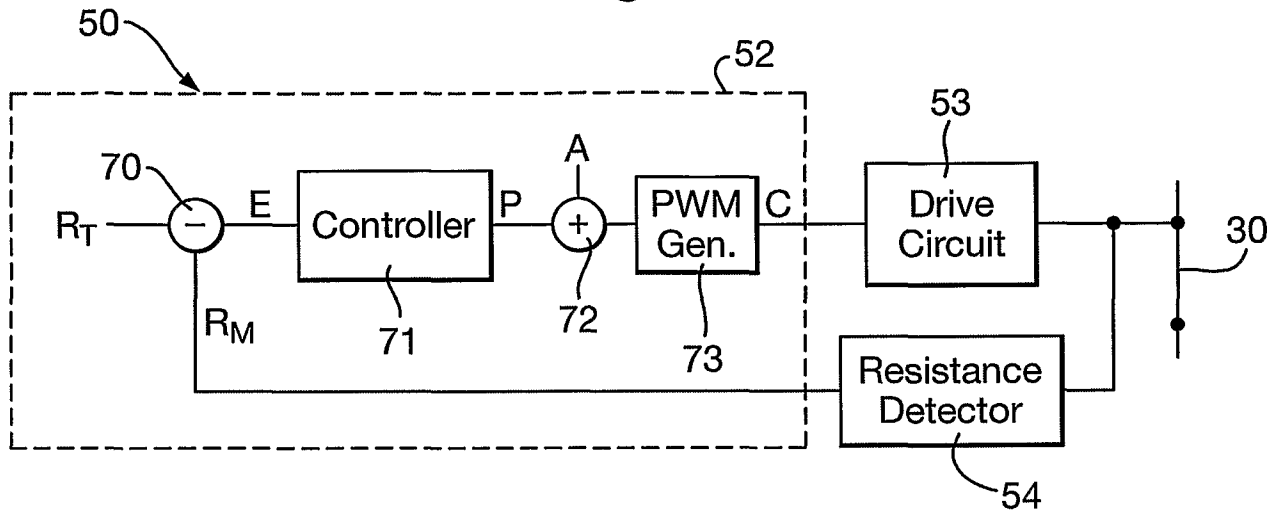 50
52
53
70
A
R_T
−
E
Controller
P
+
PWM
Gen.
C
Drive
Circuit
30
R_M
71
72
73
Resistance
Detector
54